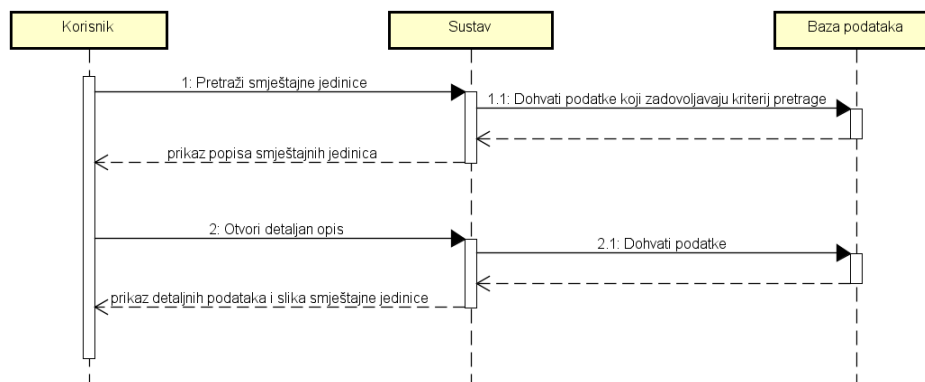 Korisnik
Sustav
Baza podataka
1: Pretraži smještajne jedinice
1.1: Dohvati podatke koji zadovoljavaju kriterij pretrage
prikaz popisa smještajnih jedinica
2: Otvori detaljan opis
2.1: Dohvati podatke
prikaz detaljnih podataka i slika smještajne jedinice